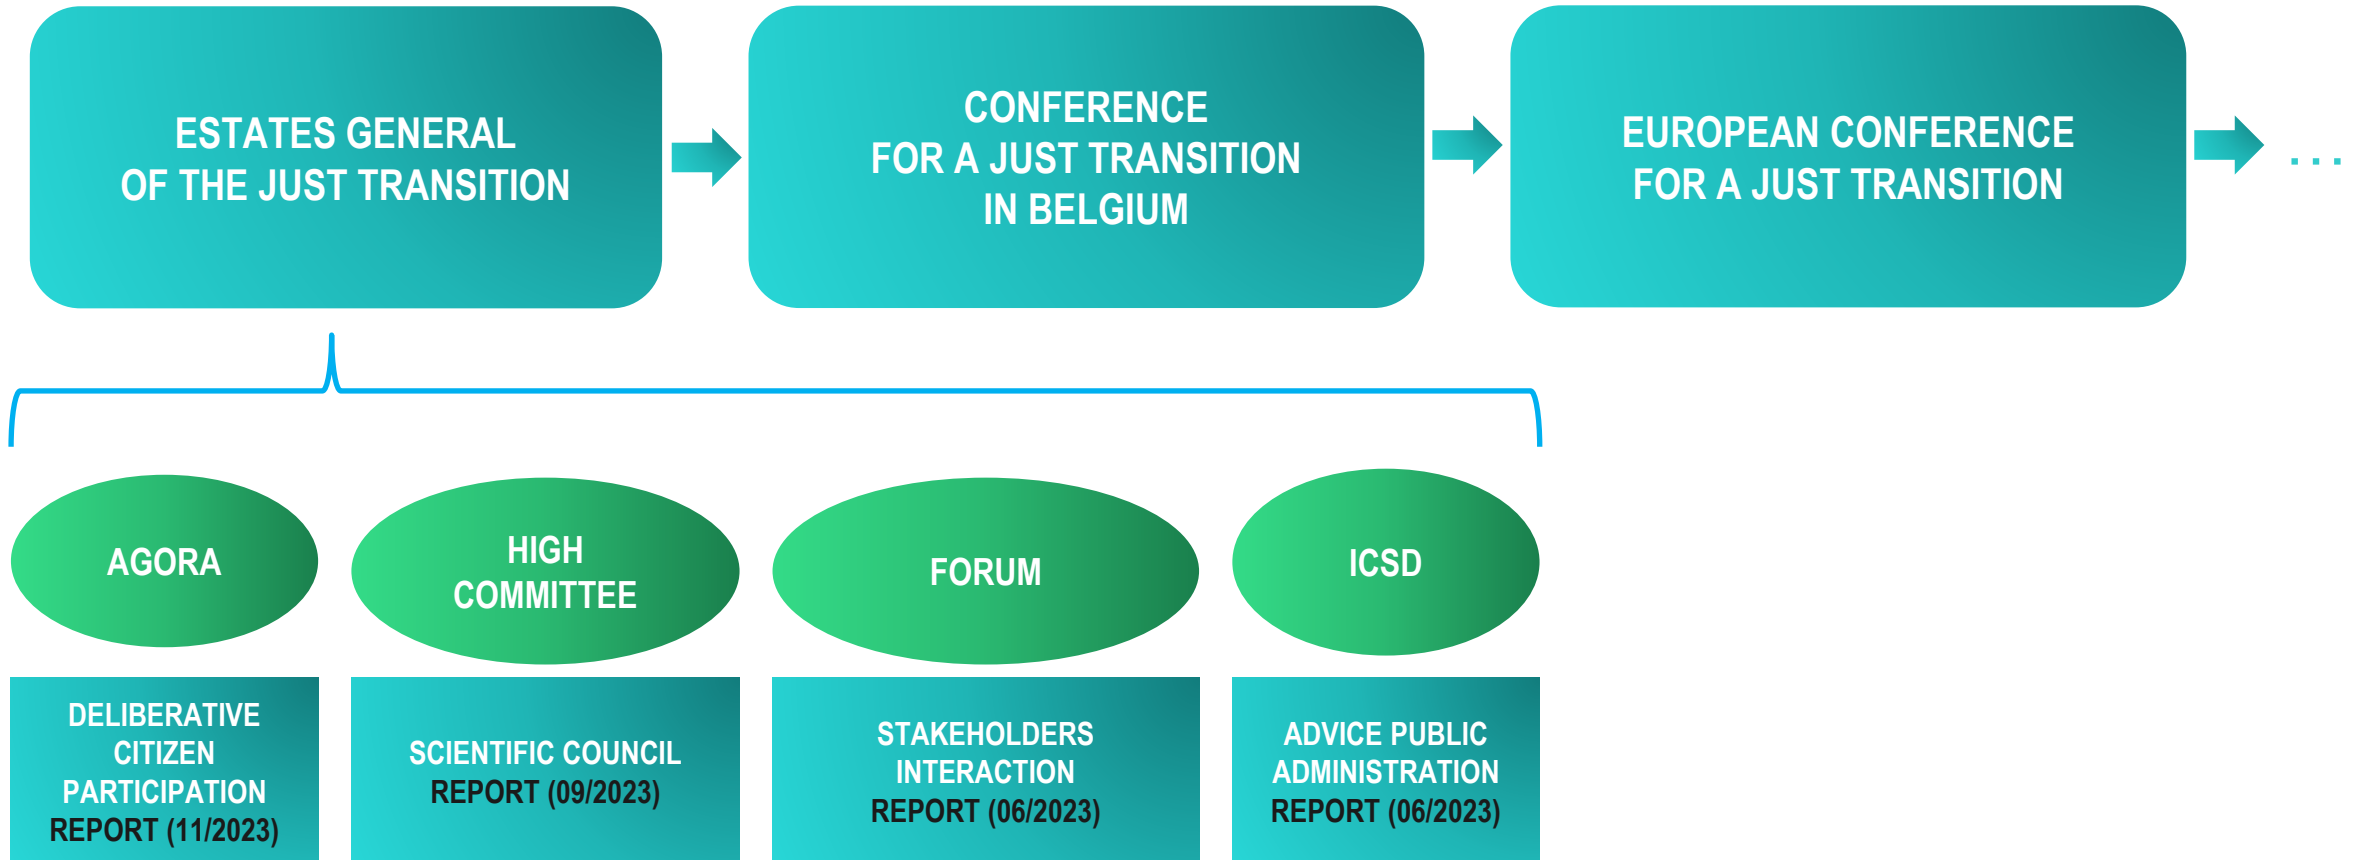 ESTATES GENERAL
OF THE JUST TRANSITION
CONFERENCE
FOR A JUST TRANSITION
IN BELGIUM
EUROPEAN CONFERENCE
FOR A JUST TRANSITION
...
AGORA
HIGH
COMMITTEE
FORUM
ICSD
DELIBERATIVE
CITIZEN
PARTICIPATION
REPORT (11/2023)
SCIENTIFIC COUNCIL
REPORT (09/2023)
STAKEHOLDERS
INTERACTION
REPORT (06/2023)
ADVICE PUBLIC
ADMINISTRATION
REPORT (06/2023)